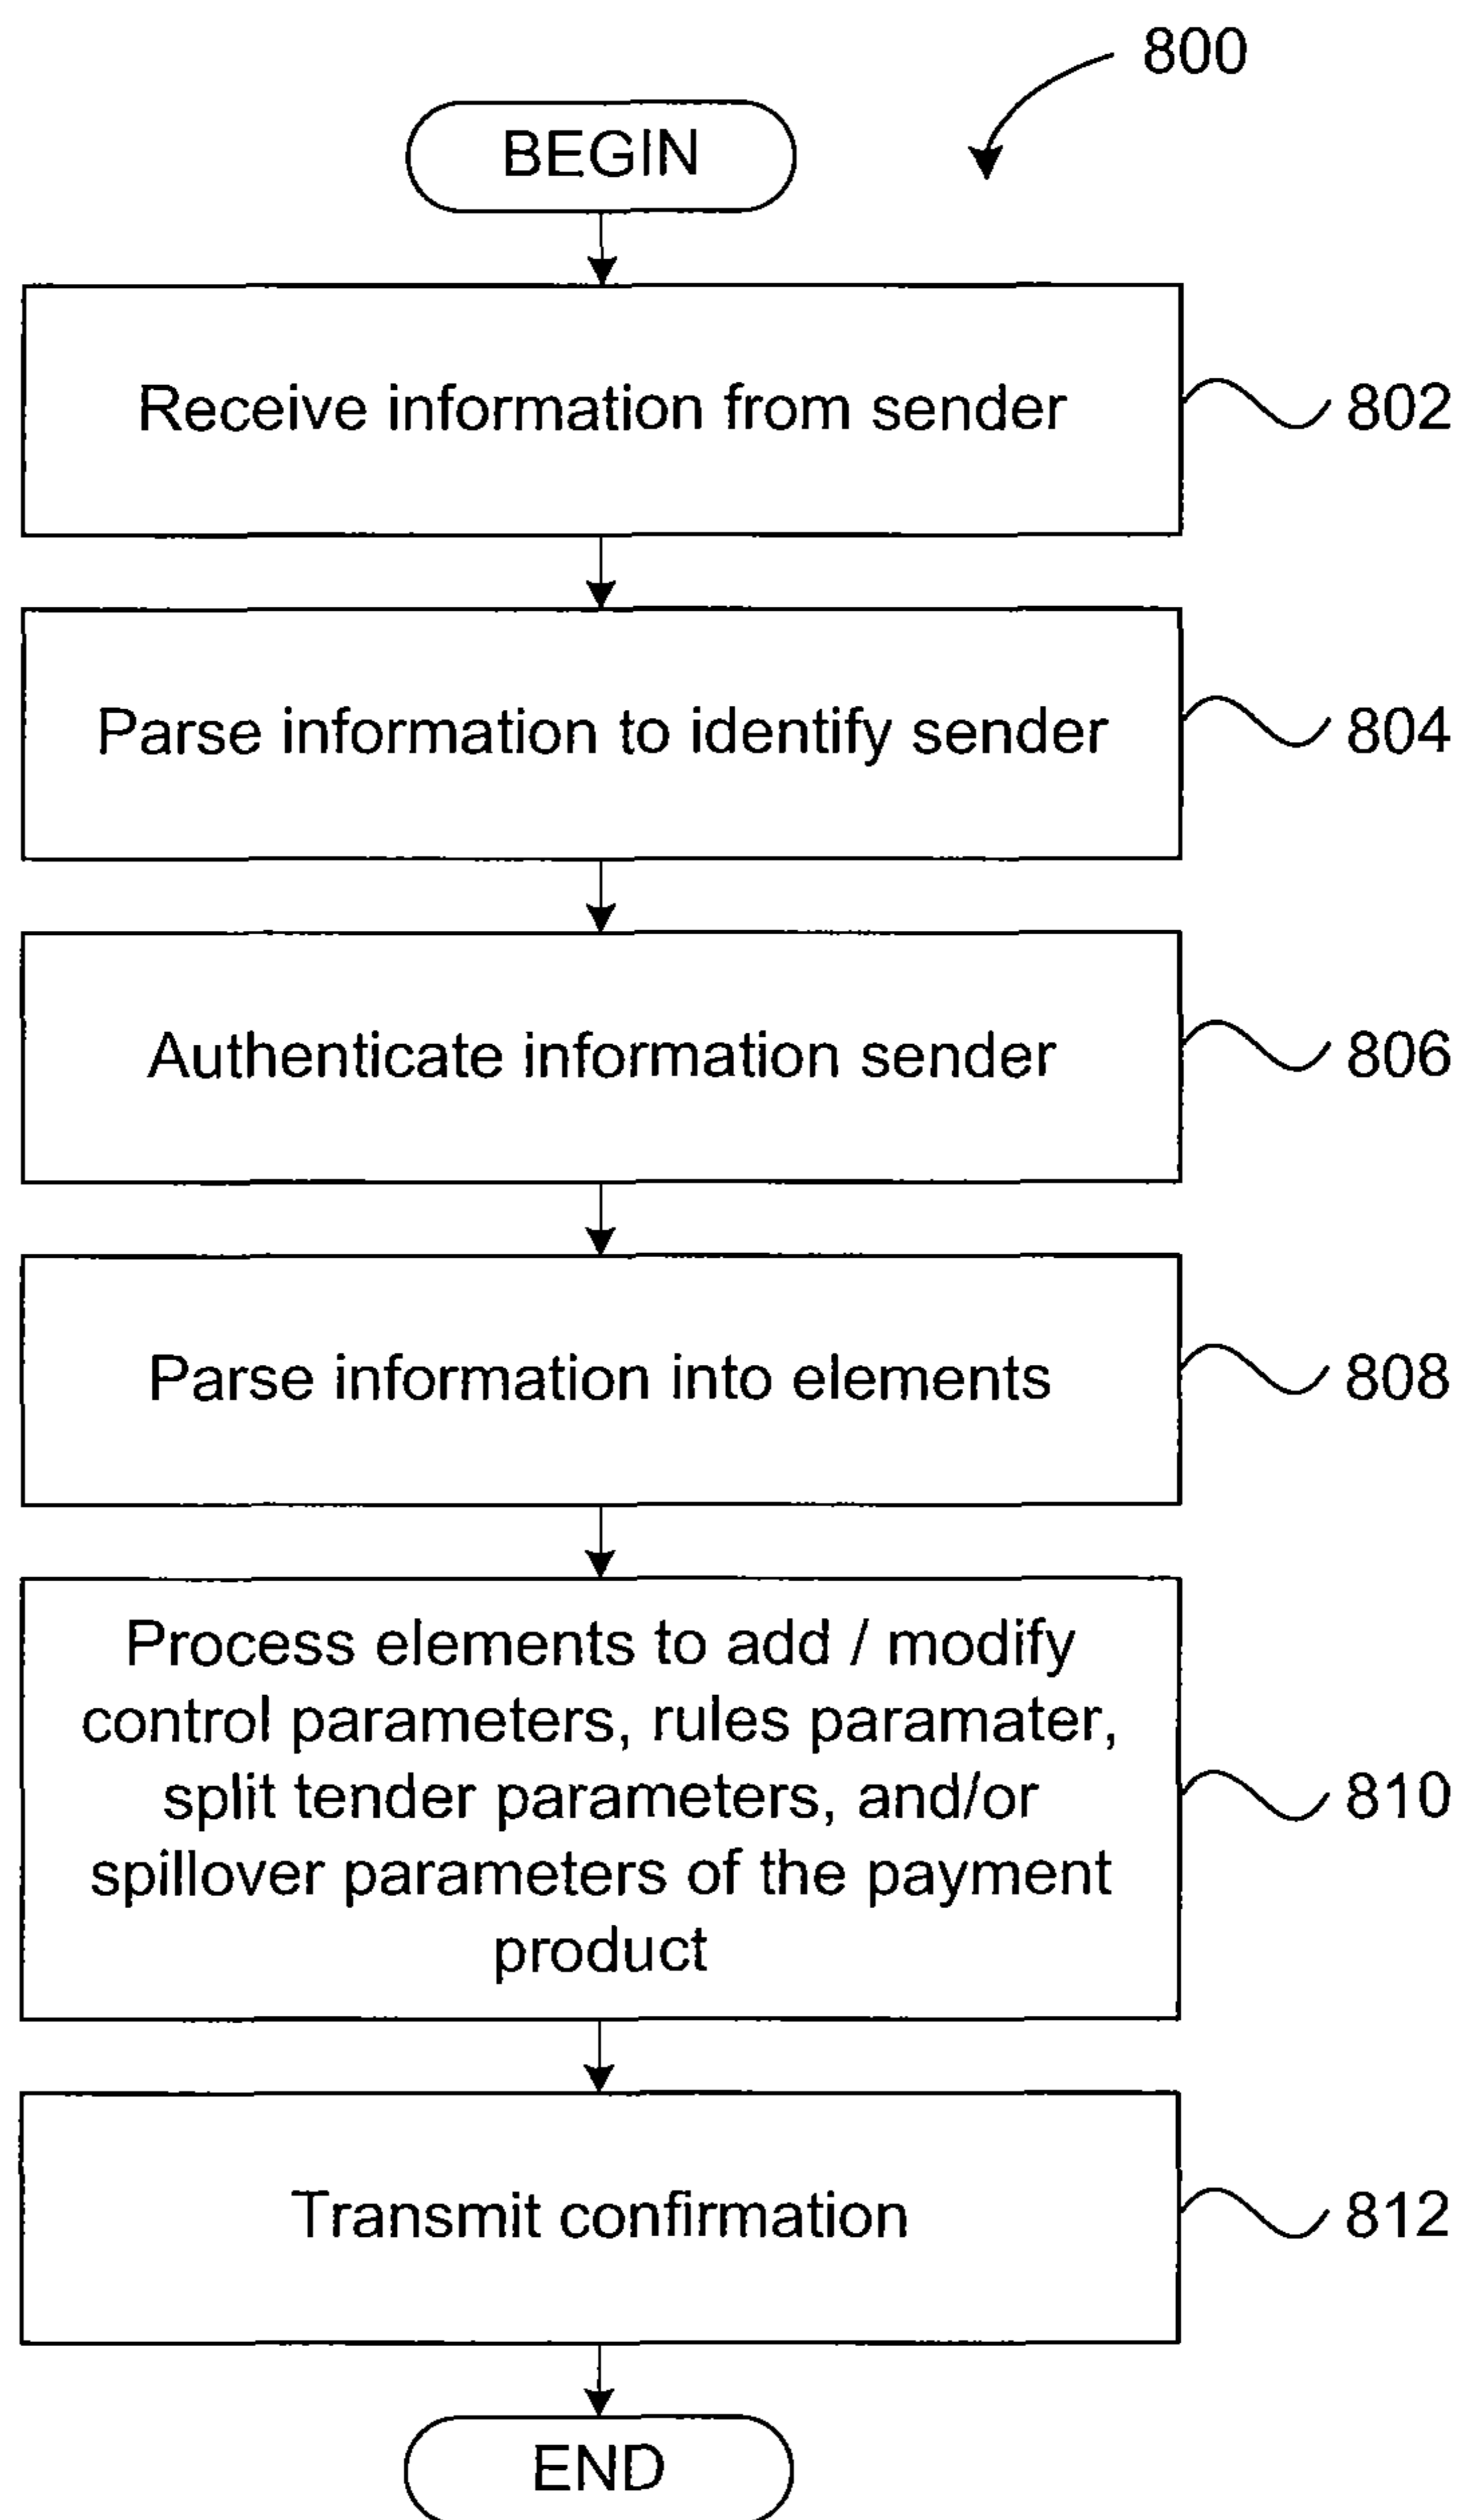 800
BEGIN
Receive information from sender
802
Parse information to identify sender
804
Authenticate information sender
806
Parse information into elements
808
Process elements to add / modify
control parameters, rules paramater,
split tender parameters, and/or
spillover parameters of the payment
product
810
Transmit confirmation
812
END